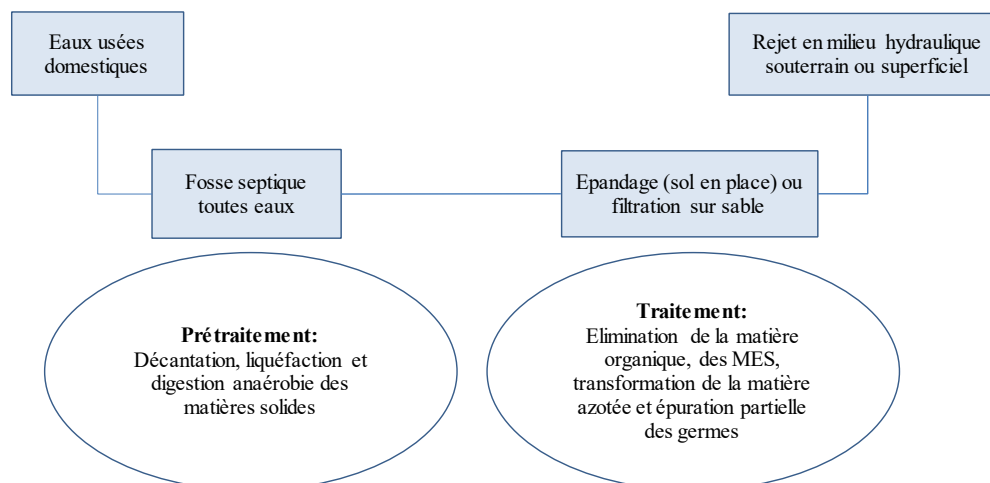 Eaux usées
domestiques
Rejet en milieu hydraulique
souterrain ou superficiel
Fosse septique
toutes eaux
Epandage (sol en place) ou
filtration sur sable
Prétraitement:
Décantation, liquéfaction et
digestion anaérobie des
matières solides
Traitement:
Elimination de la matière
organique, des MES,
transformation de la matière
azotée et épuration partielle
des germes